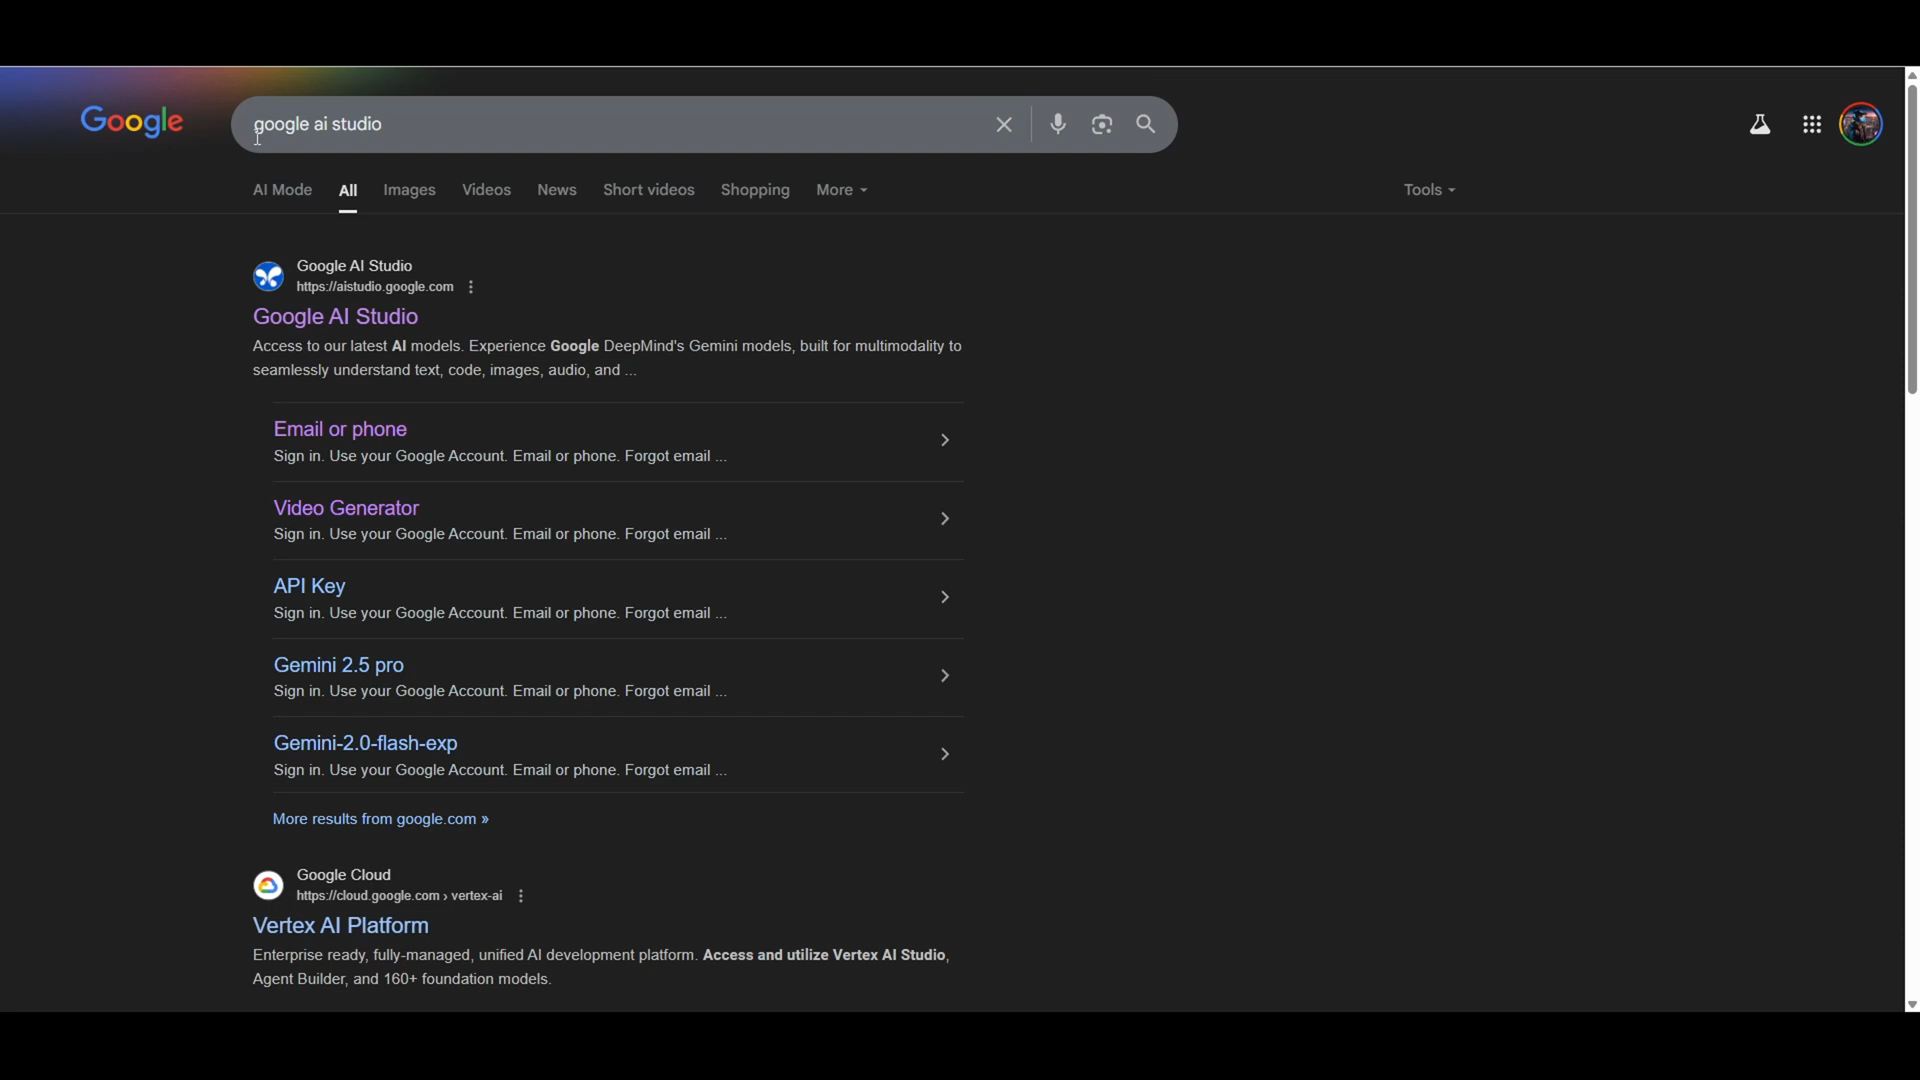 Google
google ai studio
AI Mode
All
Images
Videos
News
Short videos
Shopping
More
Tools
Google AI Studio
https://aistudio.google.com
Google AI Studio
Access to our latest AI models. Experience Google DeepMind's Gemini models, built for multimodality to
seamlessly understand text, code, images, audio, and ...
Email or phone
Sign in. Use your Google Account. Email or phone. Forgot email ...
Video Generator
Sign in. Use your Google Account. Email or phone. Forgot email ...
API Key
Sign in. Use your Google Account. Email or phone. Forgot email ...
Gemini 2.5 pro
Sign in. Use your Google Account. Email or phone. Forgot email ...
Gemini-2.0-flash-exp
Sign in. Use your Google Account. Email or phone. Forgot email ...
More results from google.com »
Google Cloud
https://cloud.google.com › vertex-ai
Vertex AI Platform
Enterprise ready, fully-managed, unified AI development platform. Access and utilize Vertex AI Studio,
Agent Builder, and 160+ foundation models.